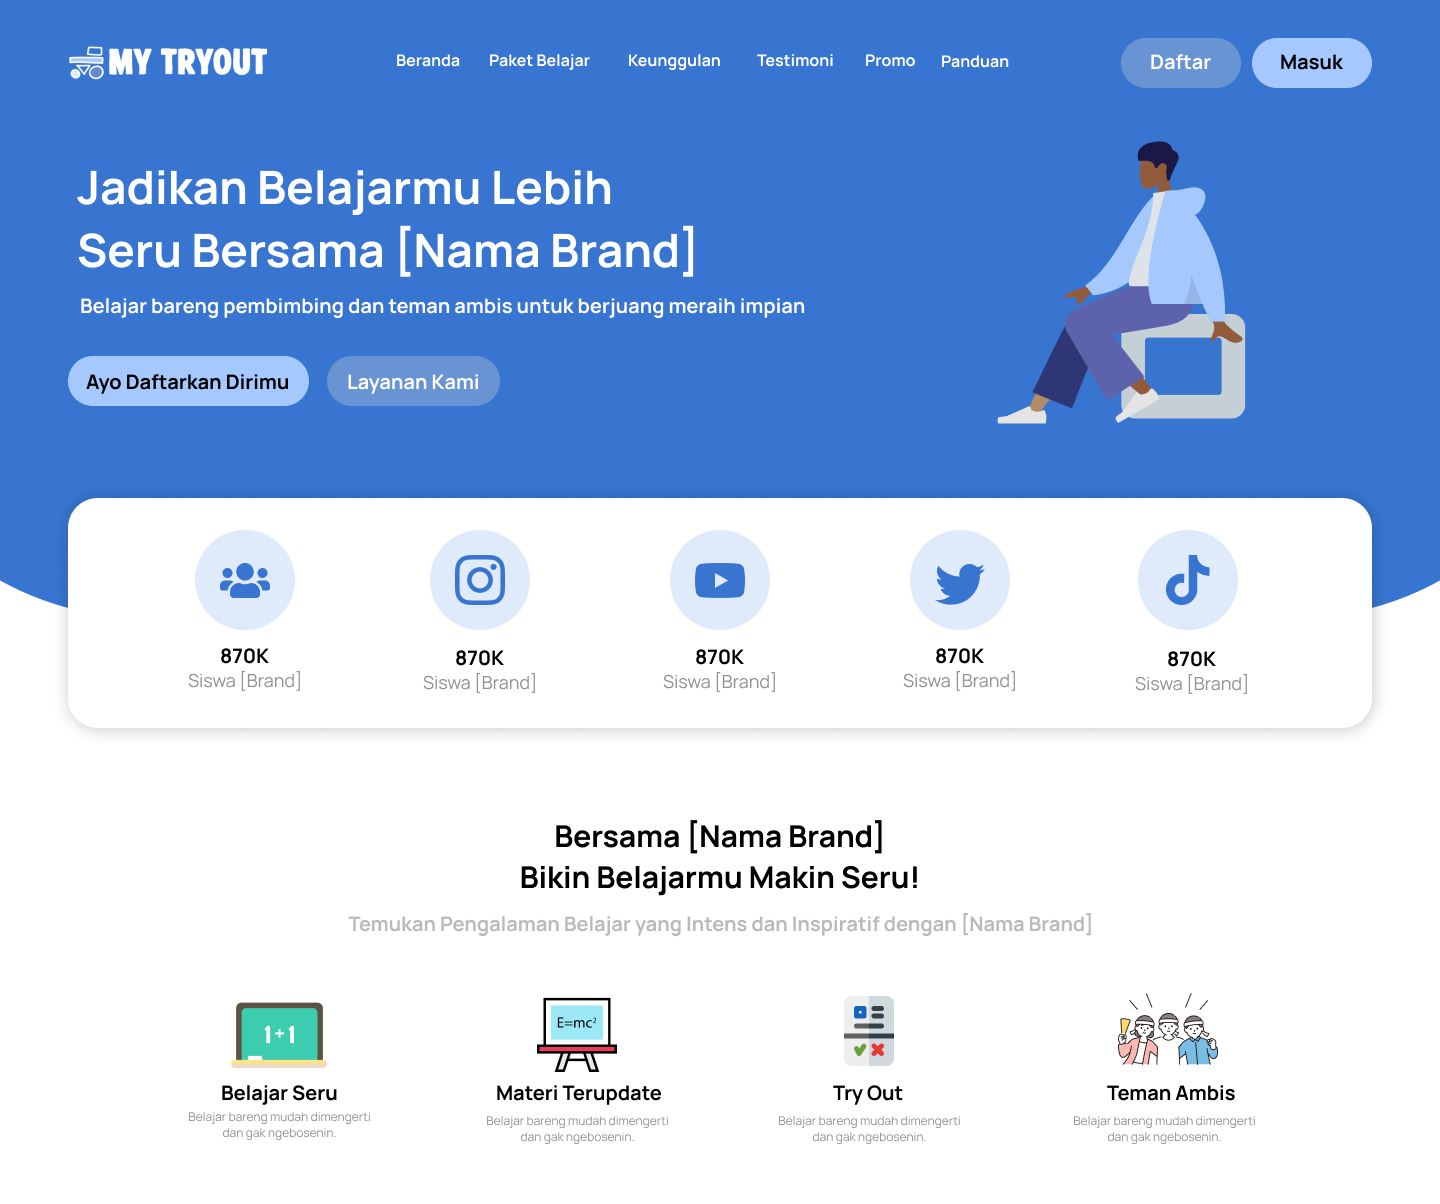 MY TRYOUT
Beranda
Paket Belajar
Keunggulan
Testimoni
Promo
Panduan
Daftar
Masuk
Jadikan Belajarmu Lebih
Seru Bersama [Nama Brand]
Belajar bareng pembimbing dan teman ambis untuk berjuang meraih impian
Ayo Daftarkan Dirimu
Layanan Kami
870K
Siswa [Brand]
870K
Siswa [Brand]
870K
Siswa [Brand]
870K
Siswa [Brand]
870K
Siswa [Brand]
Bersama [Nama Brand]
Bikin Belajarmu Makin Seru!
Temukan Pengalaman Belajar yang Intens dan Inspiratif dengan [Nama Brand]
1+1
Belajar Seru
Belajar bareng mudah dimengerti
dan gak ngebosenin.
E=mc²
Materi Terupdate
Belajar bareng mudah dimengerti
dan gak ngebosenin.
Try Out
Belajar bareng mudah dimengerti
dan gak ngebosenin.
Teman Ambis
Belajar bareng mudah dimengerti
dan gak ngebosenin.